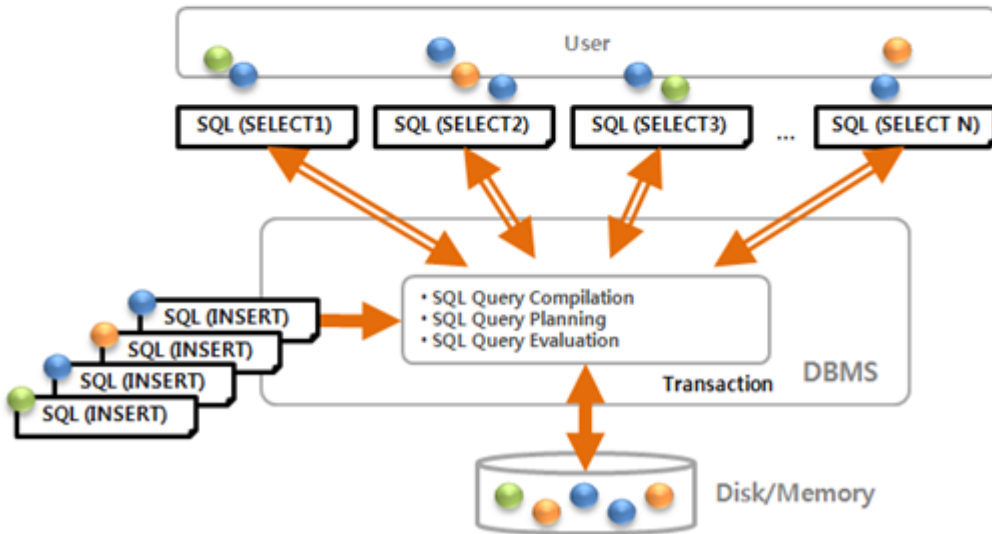 User
SQL (SELECT1)
SQL (SELECT2)
SQL (SELECT3)
...
SQL (SELECT N)
• SQL Query Compilation
• SQL Query Planning
• SQL Query Evaluation
Transaction
DBMS
SQL (INSERT)
SQL (INSERT)
SQL (INSERT)
SQL (INSERT)
Disk/Memory